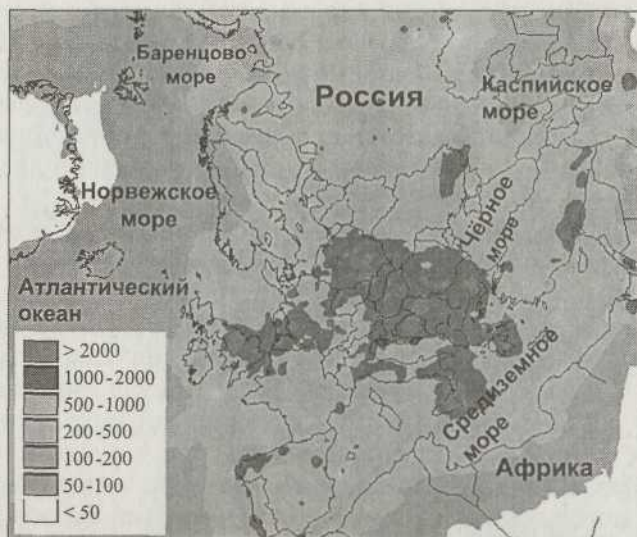 Баренцово
море
Россия
Каспийское
море
Норвежское
море
Чёрное
море
Атлантический
океан
> 2000
1000-2000
500-1000
200-500
100-200
50-100
< 50
Средиземное
море
Африка